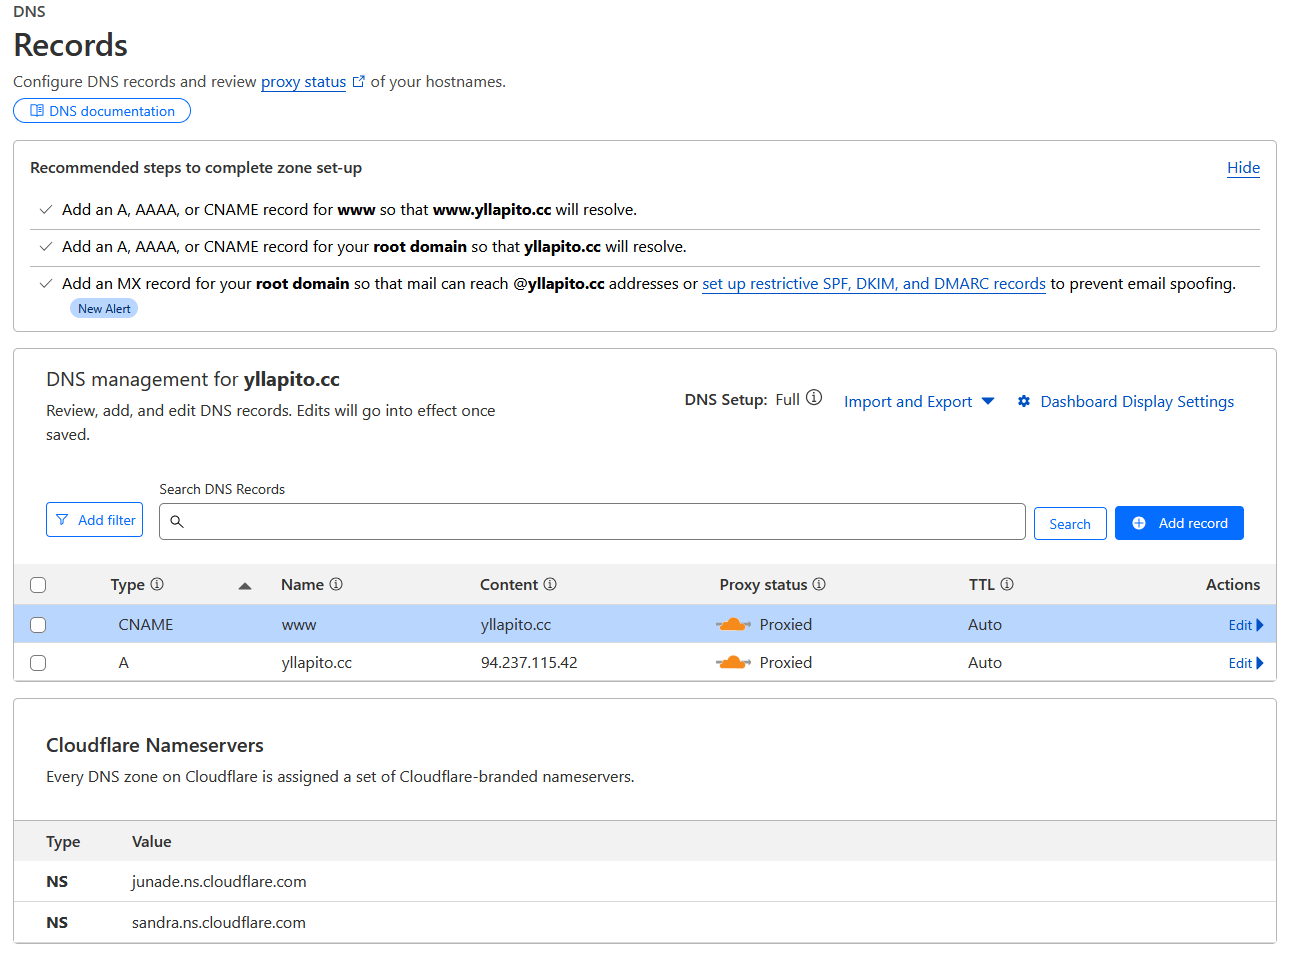 DNS
Records
Configure DNS records and review proxy status of your hostnames.
DNS documentation
Recommended steps to complete zone set-up
Hide
Add an A, AAAA, or CNAME record for www so that www.yllapito.cc will resolve.
Add an A, AAAA, or CNAME record for your root domain so that yllapito.cc will resolve.
Add an MX record for your root domain so that mail can reach @yllapito.cc addresses or set up restrictive SPF, DKIM, and DMARC records to prevent email spoofing.
New Alert
DNS management for yllapito.cc
Review, add, and edit DNS records. Edits will go into effect once
saved.
DNS Setup: Full
Import and Export
Dashboard Display Settings
Search DNS Records
Add filter
Search
Add record
Type Name Content Proxy status TTL Actions
CNAME www yllapito.cc Proxied Auto Edit
A yllapito.cc 94.237.115.42 Proxied Auto Edit
Cloudflare Nameservers
Every DNS zone on Cloudflare is assigned a set of Cloudflare-branded nameservers.
Type Value
NS junade.ns.cloudflare.com
NS sandra.ns.cloudflare.com